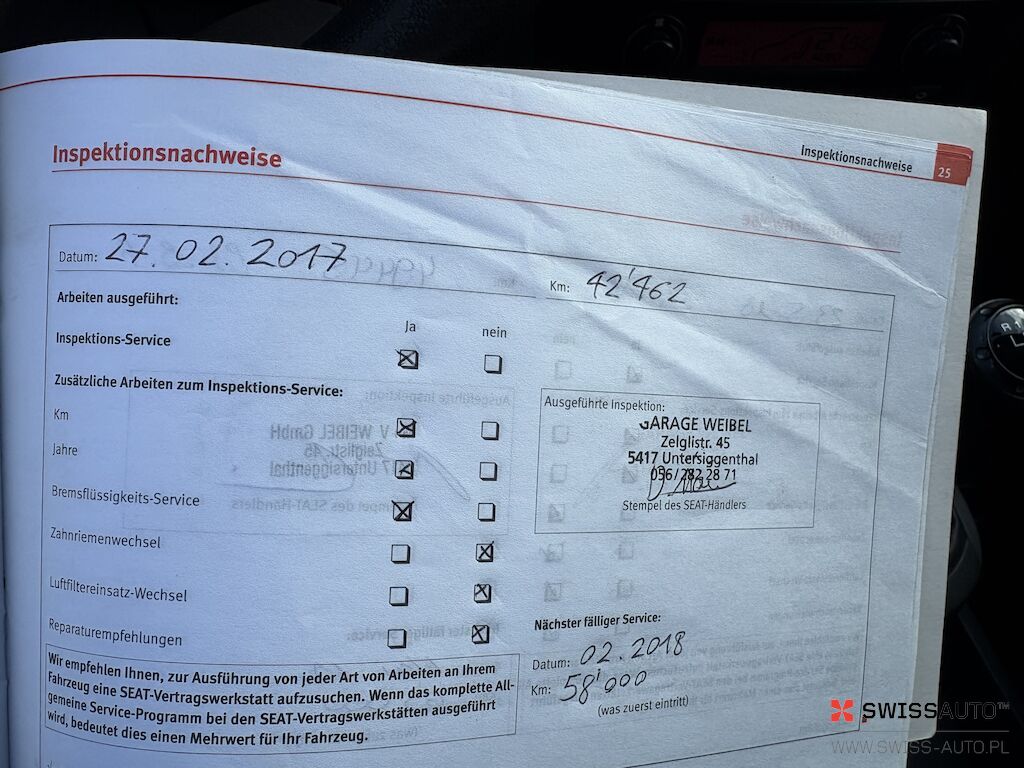 Inspektionsnachweise
Inspektionsnachweise 25
Datum: 27.02.2017
Km: 42'462
Arbeiten ausgeführt:
Ja nein
Inspektions-Service
Zusätzliche Arbeiten zum Inspektions-Service:
Km
Jahre
Bremsflüssigkeits-Service
Zahnriemenwechsel
Luftfiltereinsatz-Wechsel
Reparaturempfehlungen
Ausgeführte Inspektion:
GARAGE WEIBEL
Zelglistr. 45
5417 Untersiggenthal
056/282 28 71
Stempel des SEAT-Händlers
Nächster fälliger Service:
Datum: 02.2018
Km: 58'000
(was zuerst eintritt)
Wir empfehlen Ihnen, zur Ausführung von jeder Art von Arbeiten an Ihrem
Fahrzeug eine SEAT-Vertragswerkstatt aufzusuchen. Wenn das komplette All-
gemeine Service-Programm bei den SEAT-Vertragswerkstätten ausgeführt
wird, bedeutet dies einen Mehrwert für Ihr Fahrzeug.
SWISSAUTO™
WWW.SWISS-AUTO.PL